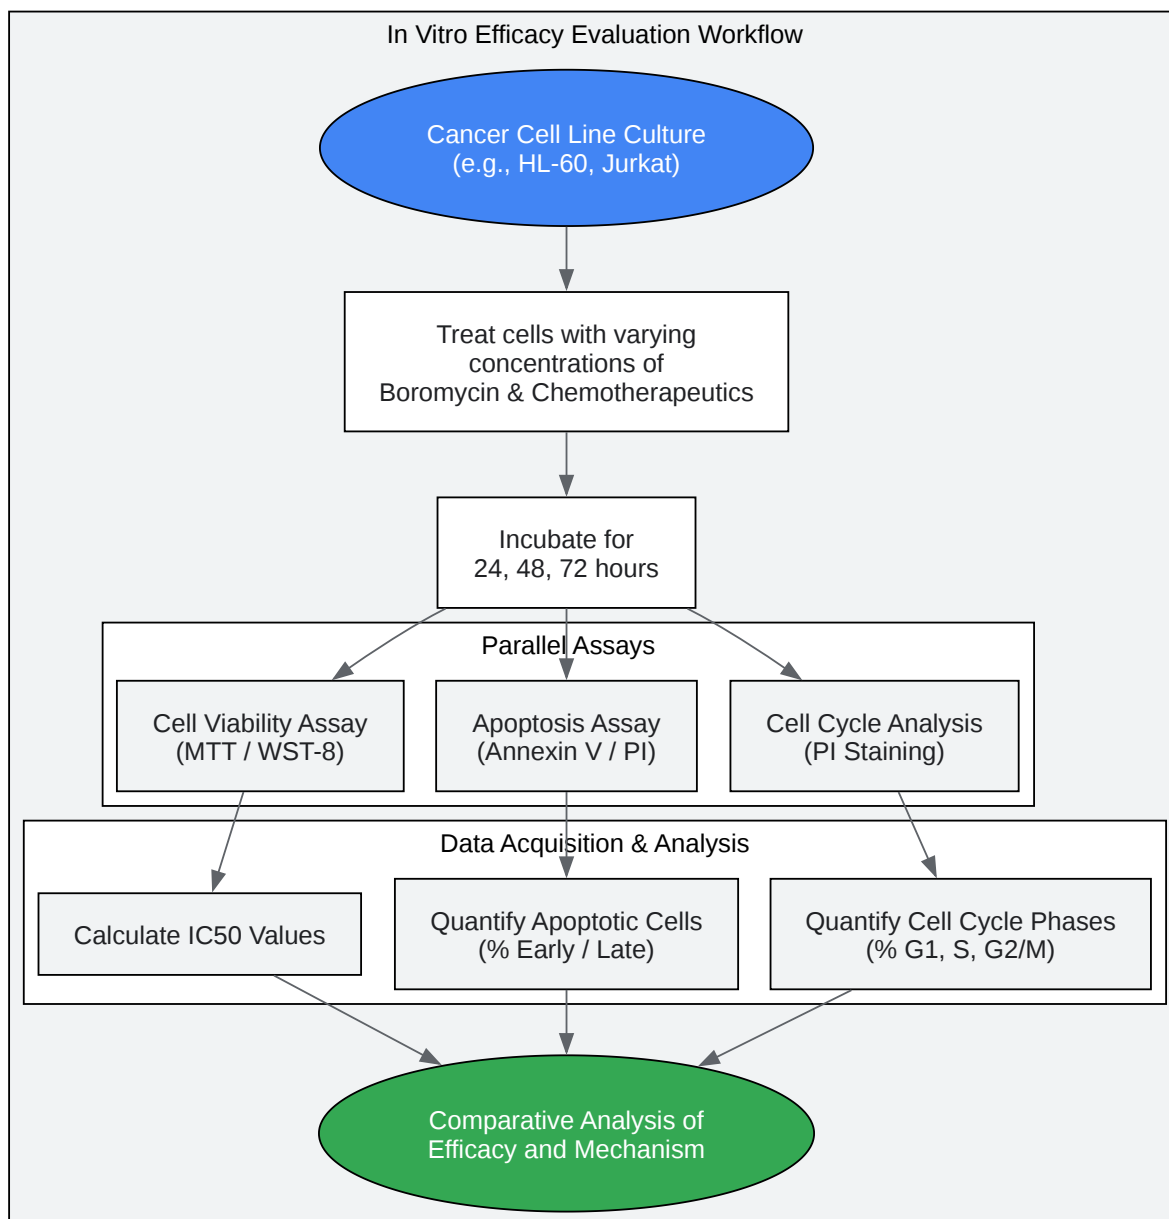 In Vitro Efficacy Evaluation Workflow
Cancer Cell Line Culture
(e.g., HL-60, Jurkat)
Treat cells with varying
concentrations of
Boromycin & Chemotherapeutics
Incubate for
24, 48, 72 hours
Parallel Assays
Cell Viability Assay
(MTT / WST-8)
Apoptosis Assay
(Annexin V / PI)
Cell Cycle Analysis
(PI Staining)
Data Acquisition & Analysis
Calculate IC50 Values
Quantify Apoptotic Cells
(% Early / Late)
Quantify Cell Cycle Phases
(% G1, S, G2/M)
Comparative Analysis of
Efficacy and Mechanism